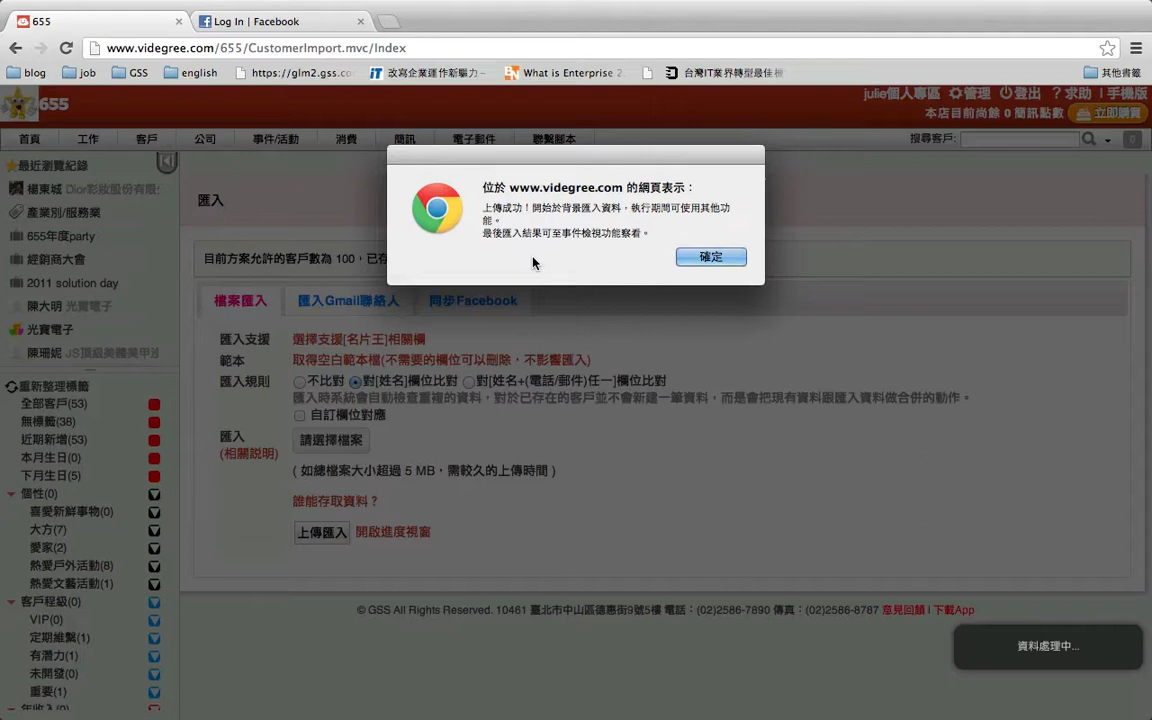 655
Log In | Facebook
www.videgree.com/655/CustomerImport.mvc/Index
blog
job
GSS
english
https://glm2.gss.co
改寫企業運作新驅力 –
What is Enterprise 2.
台灣IT業界轉型最佳
其他書籤
655
julie個人專區 管理 登出 ? 求助 | 手機版
本店目前尚餘 0 簡訊點數 立即購買
首頁 工作 客戶 公司 事件/活動 消費 簡訊 電子郵件 聯繫腳本
搜尋客戶:
0
最近瀏覽紀錄
楊東城 Dior彩妝股份有限
產業別/服務業
655年度party
經銷商大會
2011 solution day
陳大明 光寶電子
光寶電子
陳珊妮 JS頂級美體美甲沙
重新整理標籤
全部客戶(53)
無標籤(38)
近期新增(53)
本月生日(0)
下月生日(5)
個性(0)
喜愛新鮮事物(0)
大方(7)
愛家(2)
熱愛戶外活動(8)
熱愛文藝活動(1)
客戶程級(0)
VIP(0)
定期維繫(1)
有潛力(1)
未開發(0)
重要(1)
年收入(0)
匯入
目前方案允許的客戶數為 100，已存
位於 www.videgree.com 的網頁表示：
上傳成功！開始於背景匯入資料，執行期間可使用其他功
能。
最後匯入結果可至事件檢視功能察看。
確定
檔案匯入 匯入Gmail聯絡人 同步Facebook
匯入支援 選擇支援[名片王]相關欄
範本 取得空白範本檔(不需要的欄位可以刪除，不影響匯入)
匯入規則 不比對 對[姓名]欄位比對 對[姓名+(電話/郵件)任一]欄位比對
匯入時系統會自動檢查重複的資料，對於已存在的客戶並不會新建一筆資料，而是會把現有資料跟匯入資料做合併的動作。
自訂欄位對應
匯入 請選擇檔案
(相關說明)
( 如總檔案大小超過 5 MB，需較久的上傳時間 )
誰能存取資料？
上傳匯入 開啟進度視窗
© GSS All Rights Reserved. 10461 臺北市中山區德惠街9號5樓 電話：(02)2586-7890 傳真：(02)2586-8787 意見回饋 | 下載App
資料處理中...